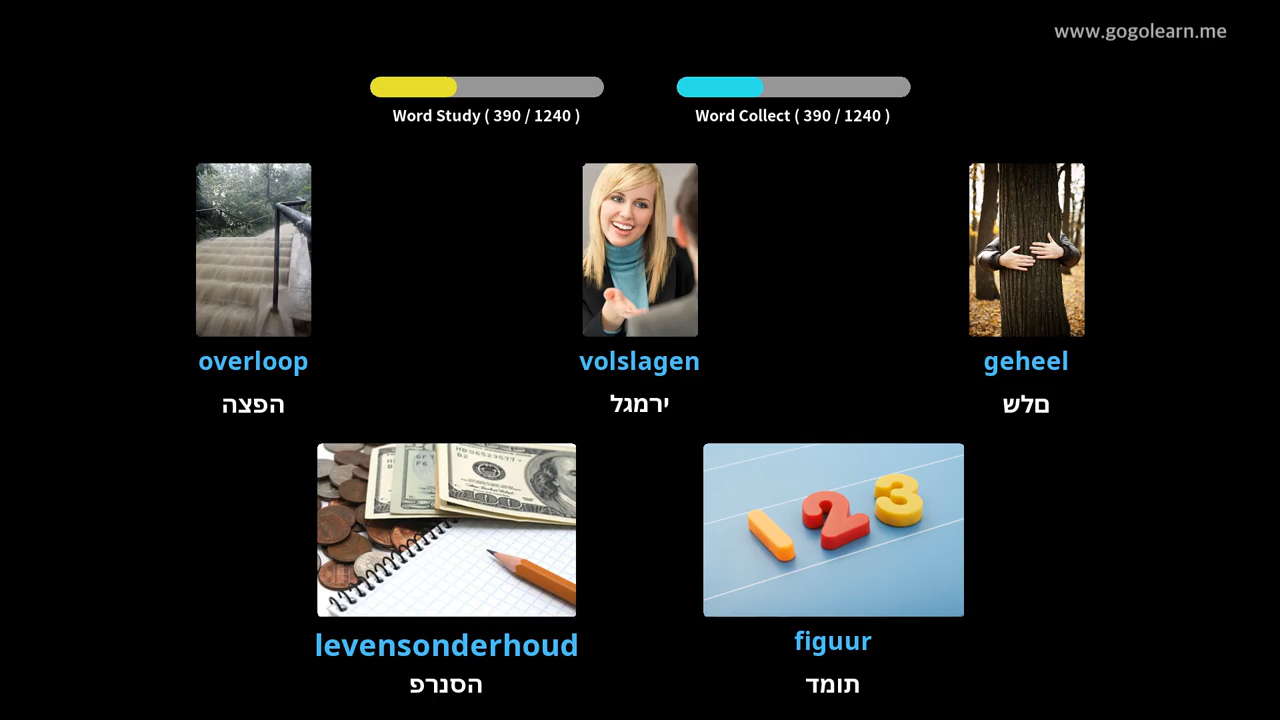 www.gogolearn.me
Word Study ( 390 / 1240 )
Word Collect ( 390 / 1240 )
overloop
volslagen
geheel
הפצה
ירמגל
םלש
levensonderhoud
figuur
הסנרפ
תומד